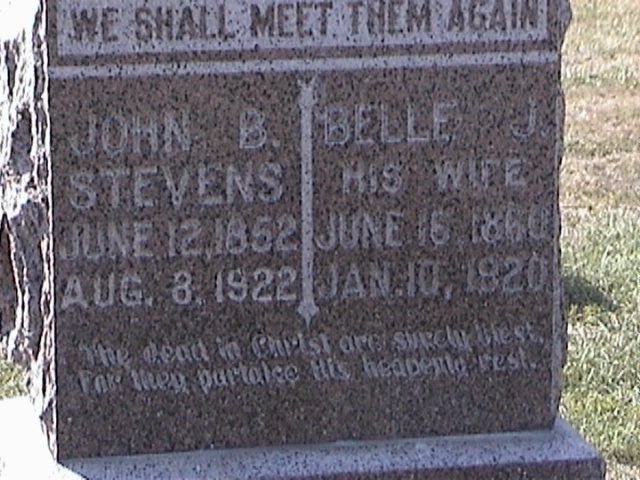 WE SHALL MEET THEM AGAIN
JOHN B.
STEVENS
JUNE 12, 1852
AUG. 8. 1922
BELLE J.
HIS WIFE
JUNE 16, 1860
JAN. 10, 1920
The dead in Christ are surely blest,
For they partake his heavenly rest.